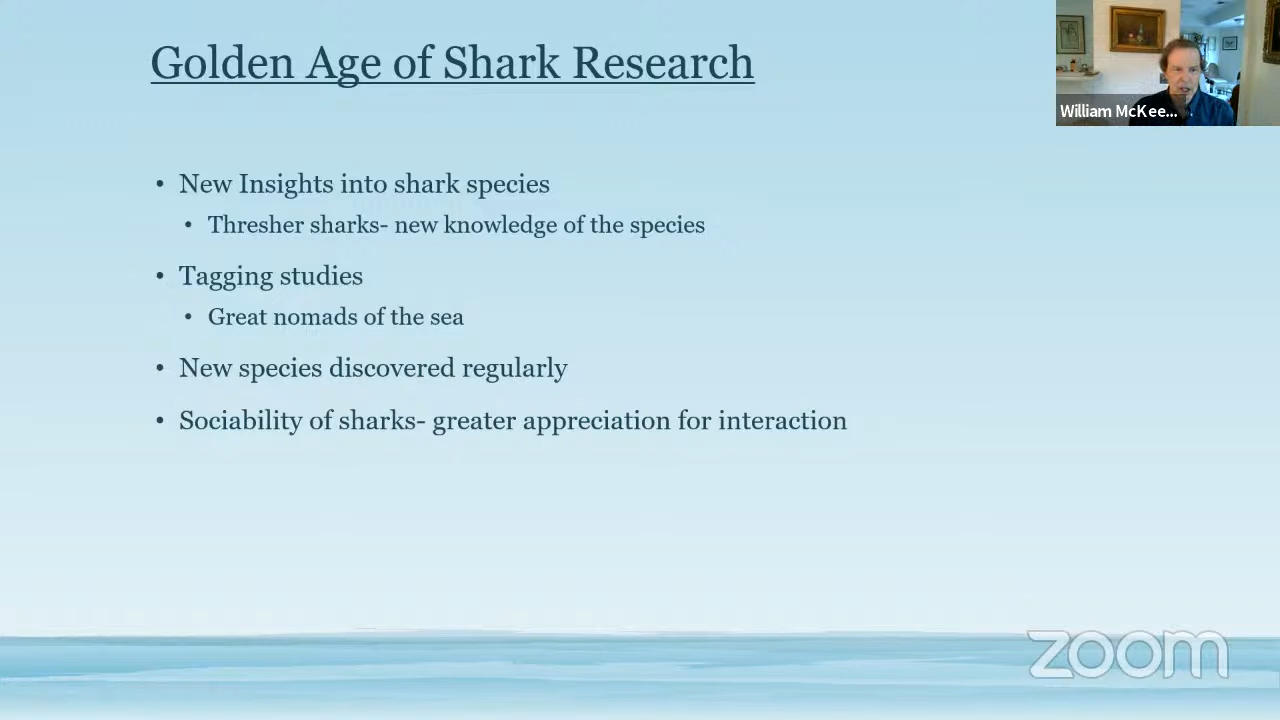 Golden Age of Shark Research
William McKee...
• New Insights into shark species
• Thresher sharks- new knowledge of the species
• Tagging studies
• Great nomads of the sea
• New species discovered regularly
• Sociability of sharks- greater appreciation for interaction
zoom